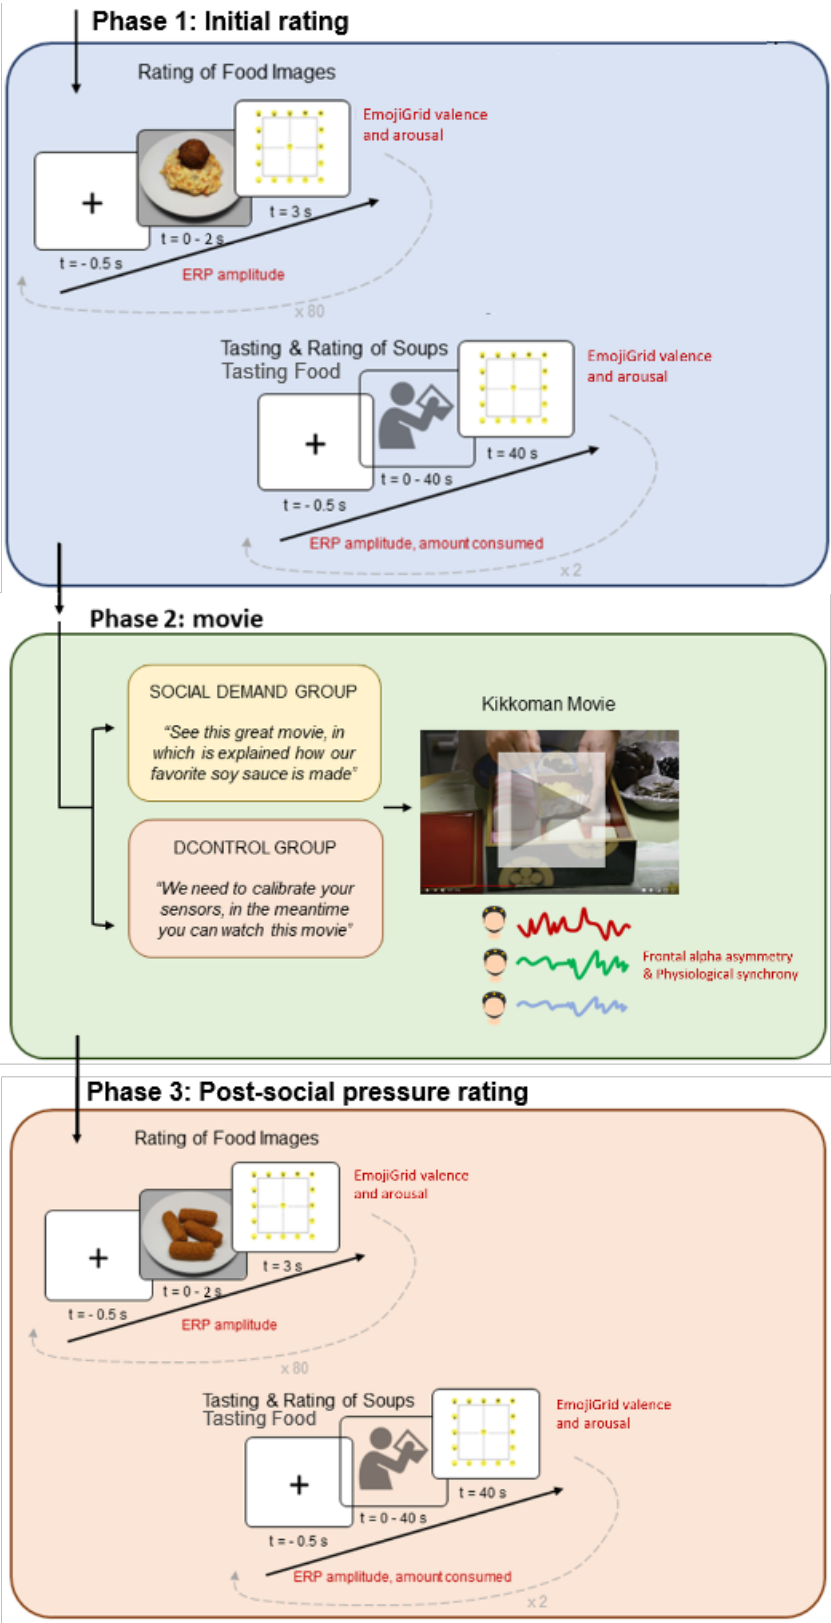 Phase 1: Initial rating
Rating of Food Images
EmojiGrid valence
and arousal
+
t = 3 s
t = 0 - 2 s
t = - 0.5 s
ERP amplitude
x 80
Tasting & Rating of Soups
Tasting Food
EmojiGrid valence
and arousal
+
t = 40 s
t = 0 - 40 s
t = - 0.5 s
ERP amplitude, amount consumed
x 2
Phase 2: movie
SOCIAL DEMAND GROUP
“See this great movie, in
which is explained how our
favorite soy sauce is made”
Kikkoman Movie
DCONTROL GROUP
“We need to calibrate your
sensors, in the meantime
you can watch this movie”
Frontal alpha asymmetry
& Physiological synchrony
Phase 3: Post-social pressure rating
Rating of Food Images
EmojiGrid valence
and arousal
+
t = 3 s
t = 0 - 2 s
t = - 0.5 s
ERP amplitude
x 80
Tasting & Rating of Soups
Tasting Food
EmojiGrid valence
and arousal
+
t = 40 s
t = 0 - 40 s
t = - 0.5 s
ERP amplitude, amount consumed
x 2